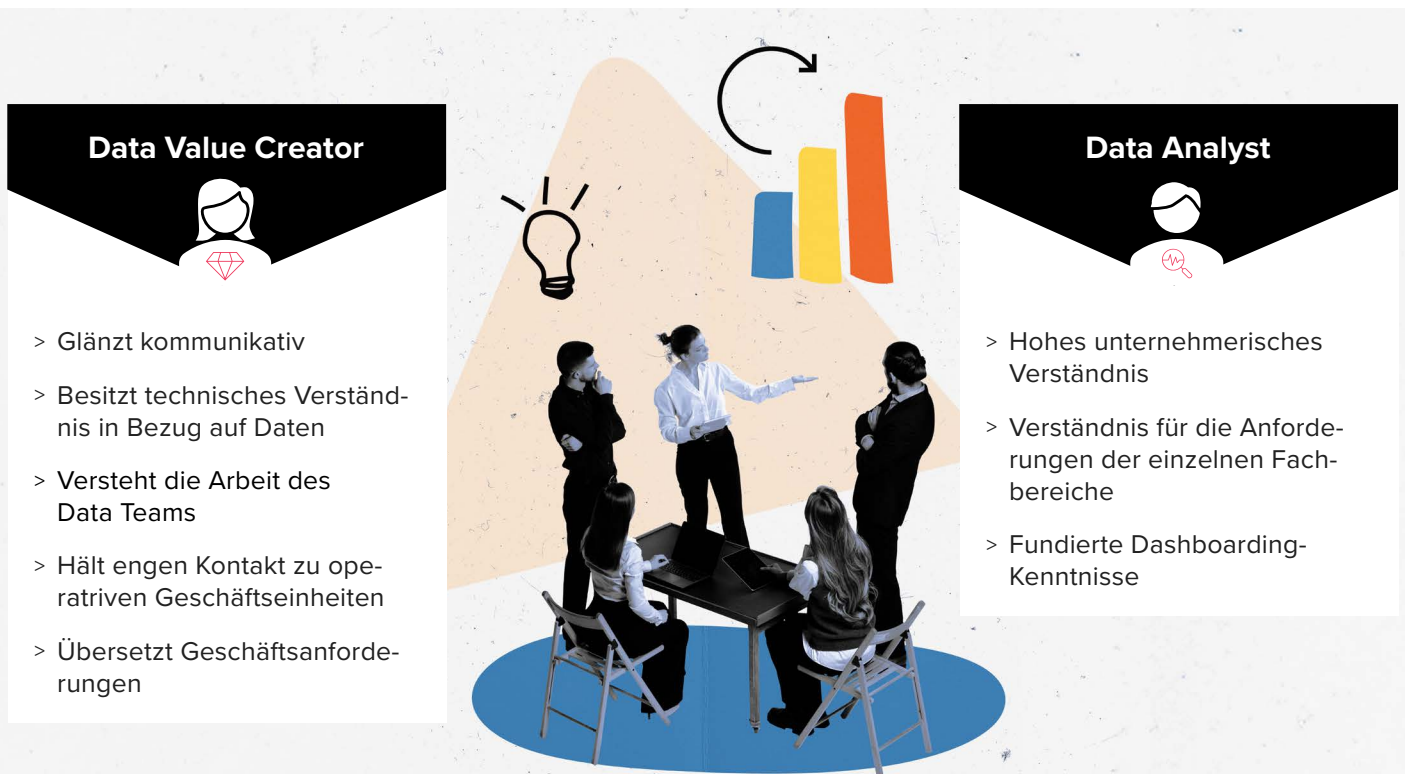 Data Value Creator
> Glänzt kommunikativ
> Besitzt technisches Verständ-
nis in Bezug auf Daten
> Versteht die Arbeit des
Data Teams
> Hält engen Kontakt zu ope-
ratriven Geschäftseinheiten
> Übersetzt Geschäftsanforde-
rungen
Data Analyst
> Hohes unternehmerisches
Verständnis
> Verständnis für die Anforde-
rungen der einzelnen Fach-
bereiche
> Fundierte Dashboarding-
Kenntnisse